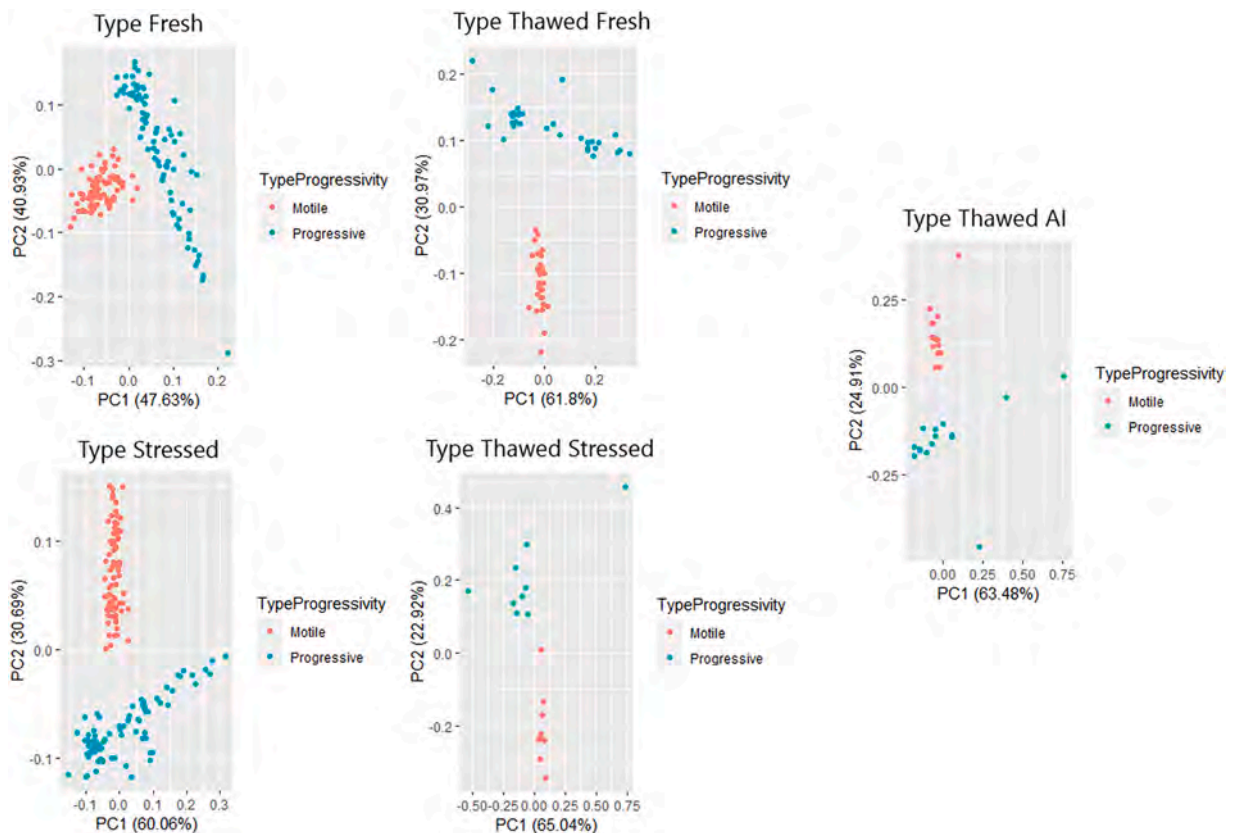 Type Fresh
0.1
0.0
-0.1
-0.2
-0.3
PC2 (40.93%)
-0.1 0.0 0.1 0.2
PC1 (47.63%)
TypeProgressivity
Motile
Progressive
Type Thawed Fresh
0.2
0.1
0.0
-0.1
-0.2
PC2 (30.97%)
-0.2 0.0 0.2
PC1 (61.8%)
TypeProgressivity
Motile
Progressive
Type Thawed AI
0.25
0.00
-0.25
PC2 (24.91%)
0.00 0.25 0.50 0.75
PC1 (63.48%)
TypeProgressivity
Motile
Progressive
Type Stressed
0.1
0.0
-0.1
PC2 (30.69%)
-0.1 0.0 0.1 0.2 0.3
PC1 (60.06%)
TypeProgressivity
Motile
Progressive
Type Thawed Stressed
0.4
0.2
0.0
-0.2
PC2 (22.92%)
-0.50 -0.25 0.00 0.25 0.50 0.75
PC1 (65.04%)
TypeProgressivity
Motile
Progressive